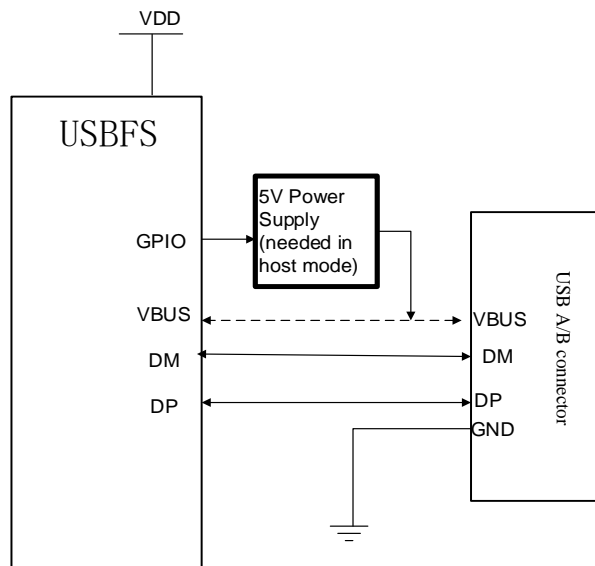 VDD
USBFS
5V Power
Supply
(needed in
host mode)
GPIO
VBUS
DM
DP
VBUS
DM
DP
GND
USB A/B connector